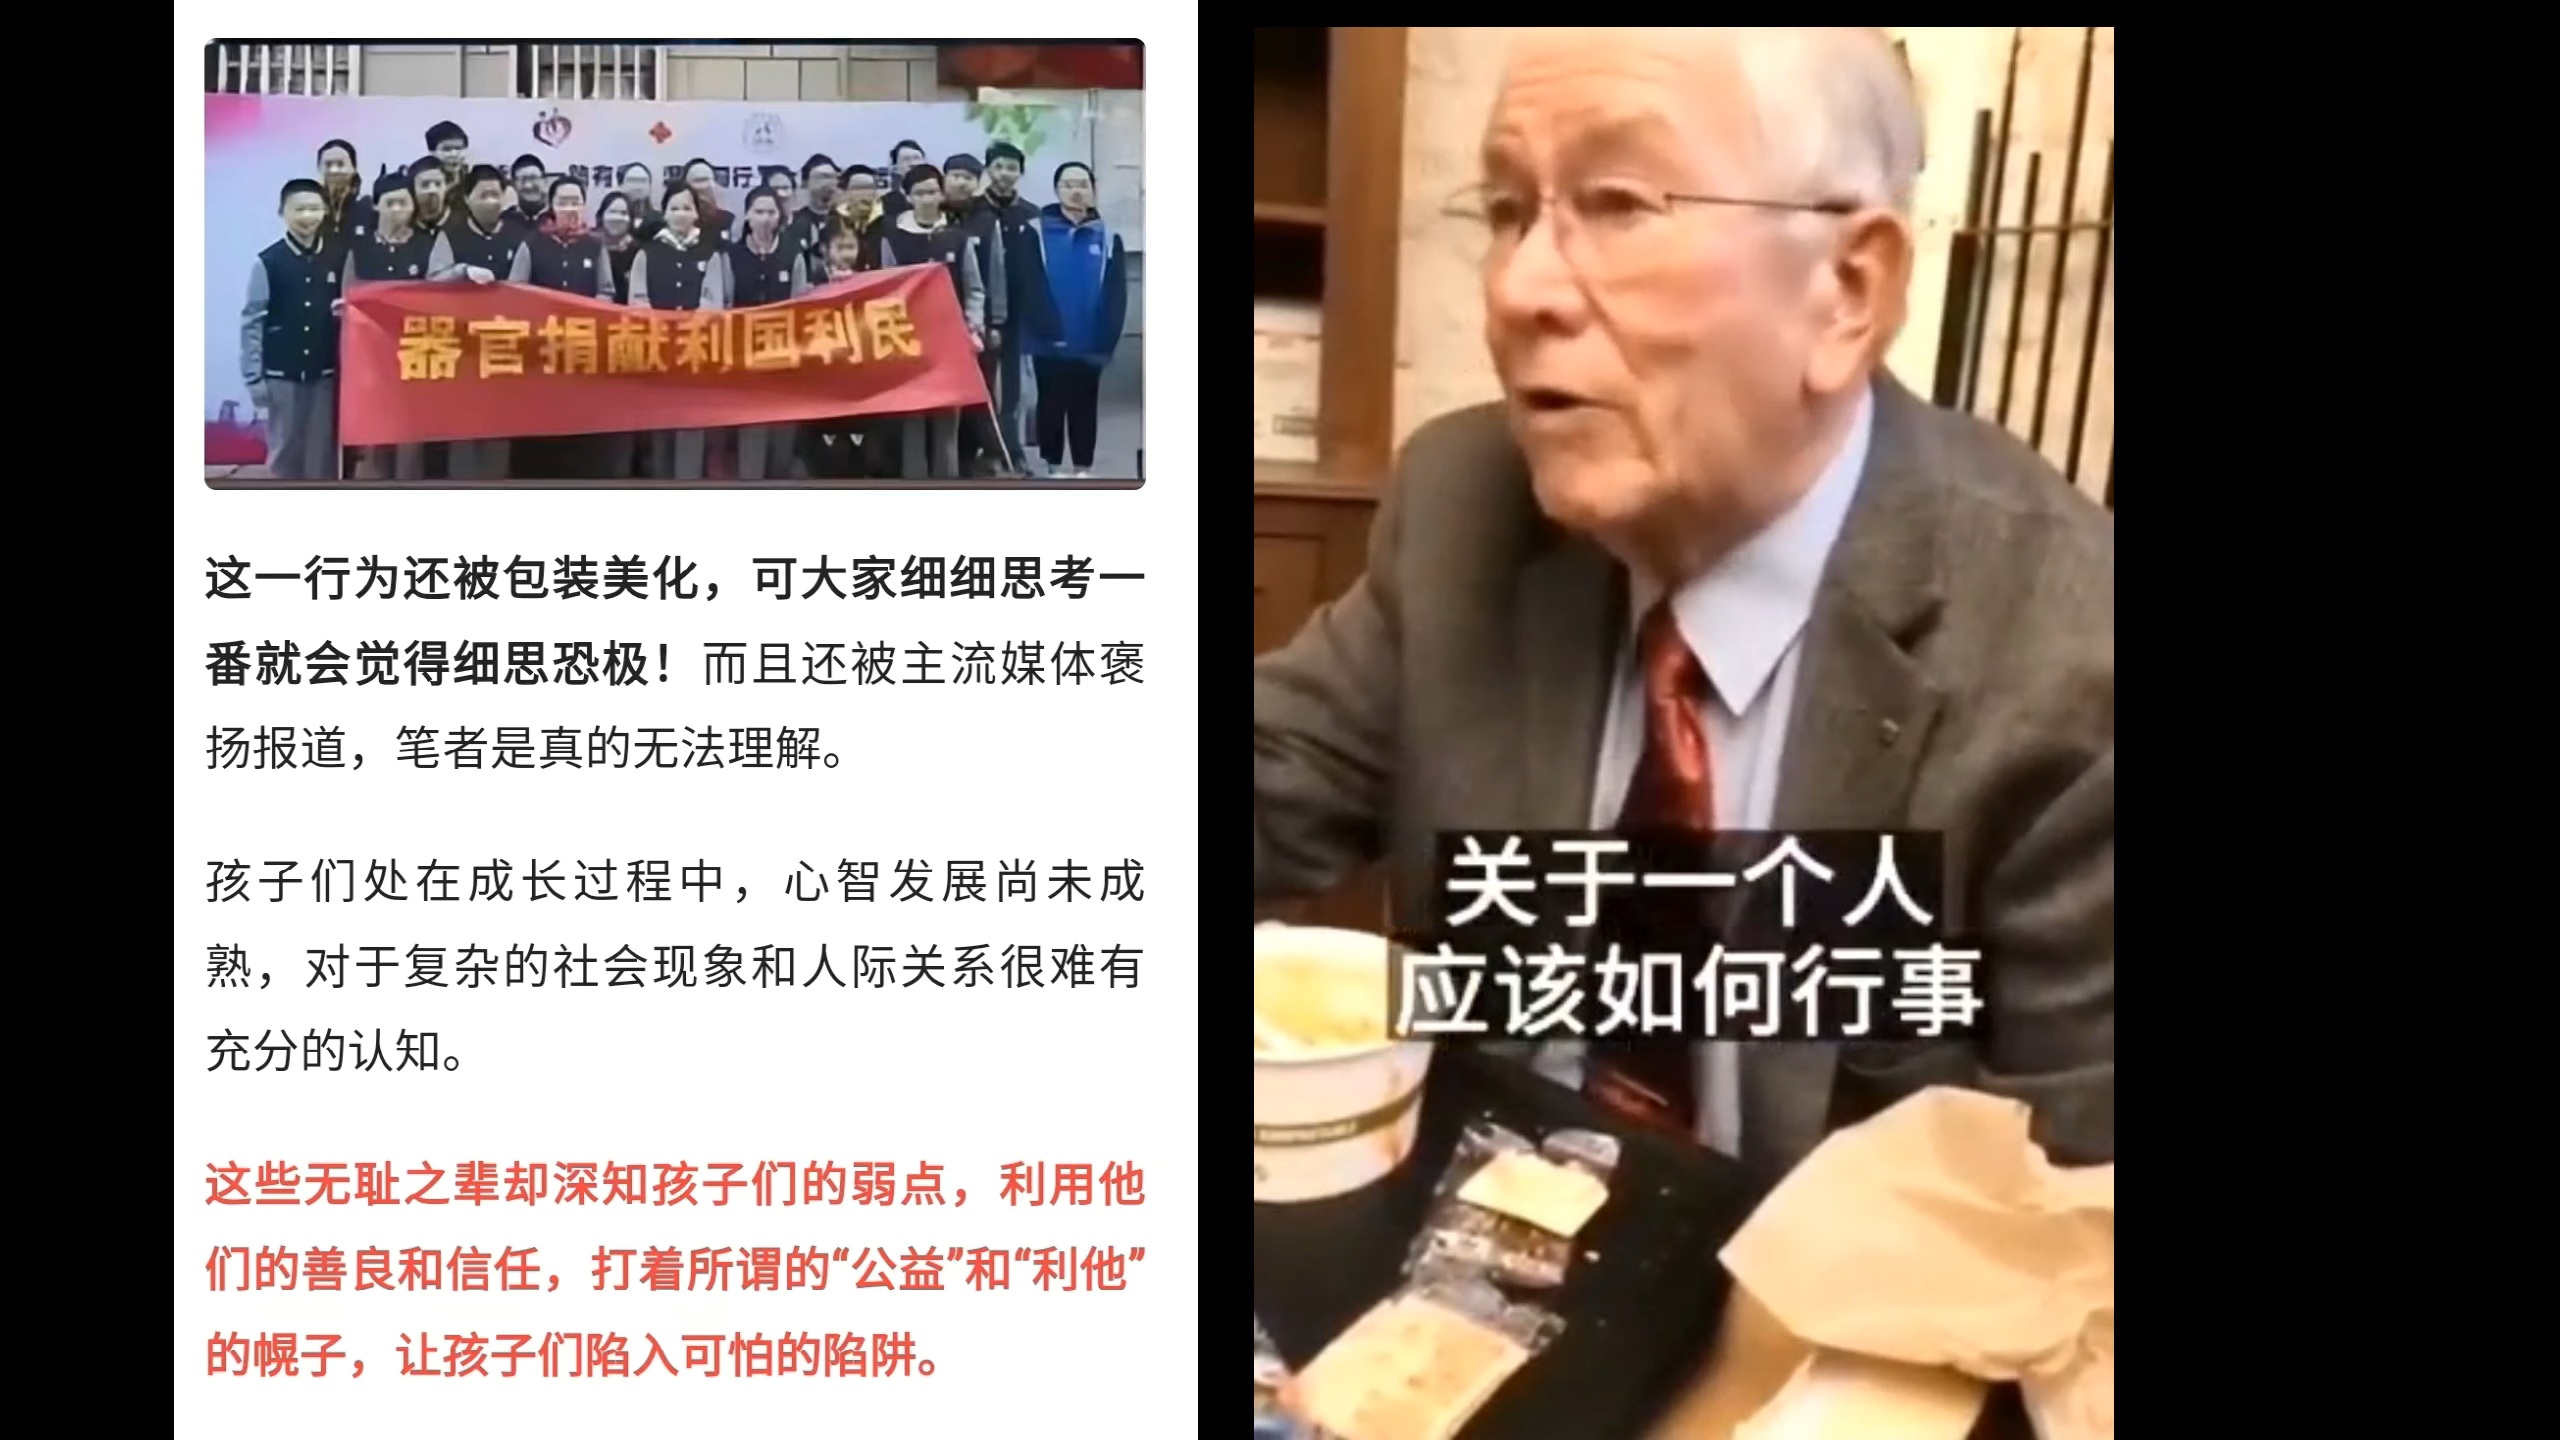 器官捐献利国利民
这一行为还被包装美化，可大家细细思考一
番就会觉得细思恐极！而且还被主流媒体褒
扬报道，笔者是真的无法理解。
孩子们处在成长过程中，心智发展尚未成
熟，对于复杂的社会现象和人际关系很难有
充分的认知。
这些无耻之辈却深知孩子们的弱点，利用他
们的善良和信任，打着所谓的“公益”和“利他”
的幌子，让孩子们陷入可怕的陷阱。
关于一个人
应该如何行事